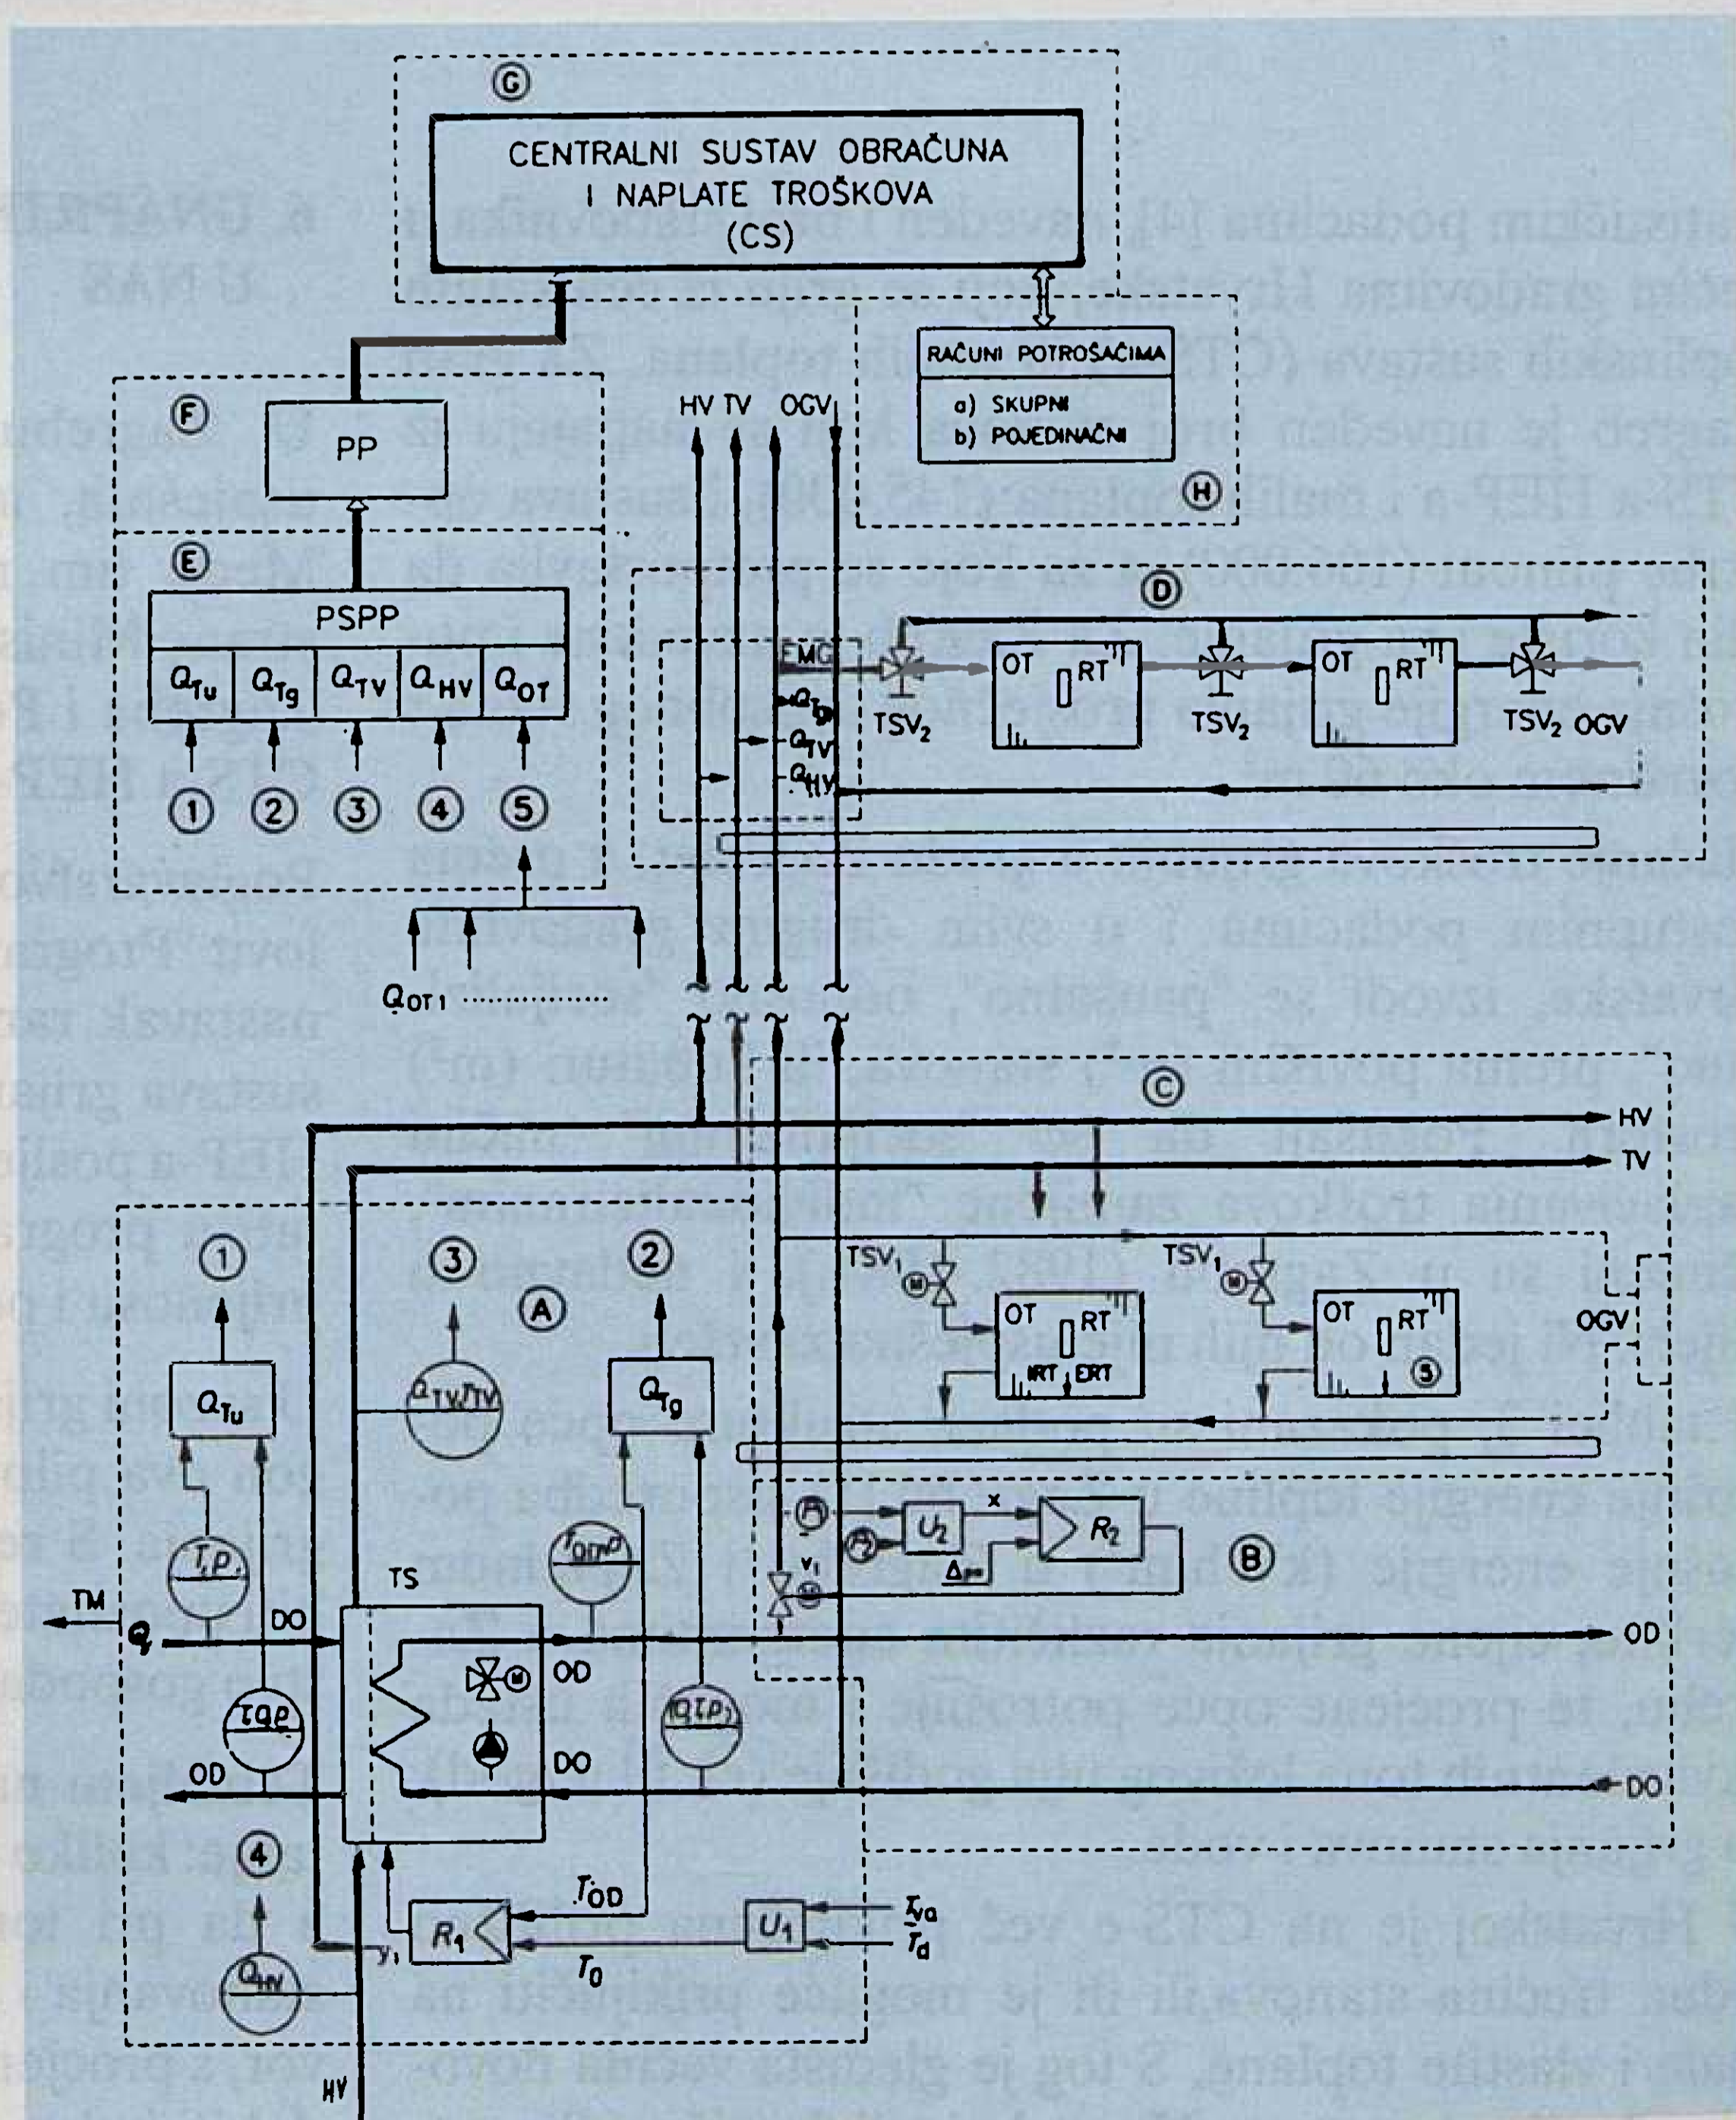 G
CENTRALNI SUSTAV OBRAČUNA
I NAPLATE TROŠKOVA
(CS)
RAČUNI POTROŠAČIMA
a) SKUPNI
b) POJEDINAČNI
H
F
PP
HV TV OGV
E
PSPP
Q_Tu Q_Tg Q_TV Q_HV Q_OT
1 2 3 4 5
Q_OT1 ..............
D
EMG
Q_Tg
Q_TV
Q_HV
TSV₂
OT RT
TSV₂
OT RT
TSV₂ OGV
C
HV
TV
TSV₁ M
OT RT
IRT ERT
TSV₁ M
OT RT
5
OGV
1 3 A 2
Q_Tu
Q_Tg
T,P
TS
U₂ x R₂
B
V₁
TM
Q
DO
OD
M
OD
OD
DO
DO
4
T_OD
R₁
y₁
T_0
U₁
T_va
T_d
Q_HV
HV